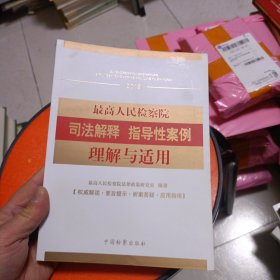 最高人民检察院
司法解释 指导性案例
理解与适用
最高人民检察院法律政策研究室 编著
【权威解读·要旨提示·析案答疑·应用指南】
中国检察出版社